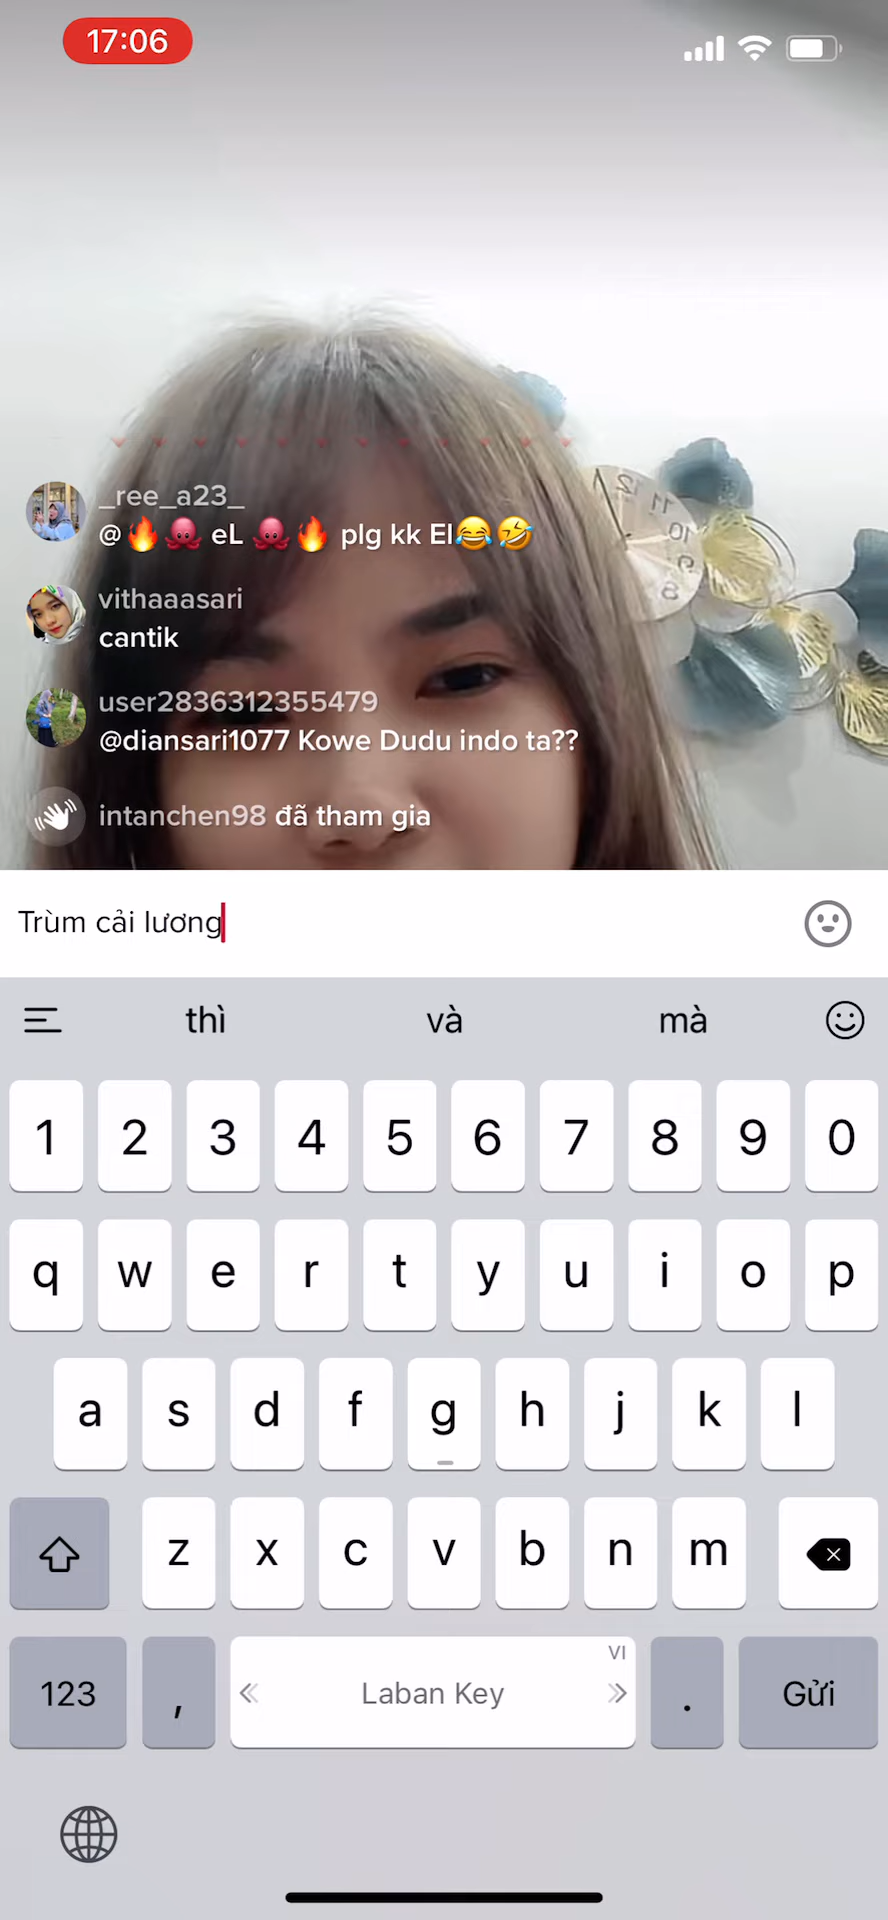 17:06
_ree_a23_
@🔥🐙 eL 🐙🔥 plg kk El😂🤣
vithaaasari
cantik
user2836312355479
@diansari1077 Kowe Dudu indo ta??
intanchen98 đã tham gia
Trùm cải lương
thì và mà
1 2 3 4 5 6 7 8 9 0
q w e r t y u i o p
a s d f g h j k l
z x c v b n m
VI
123 , Laban Key . Gửi